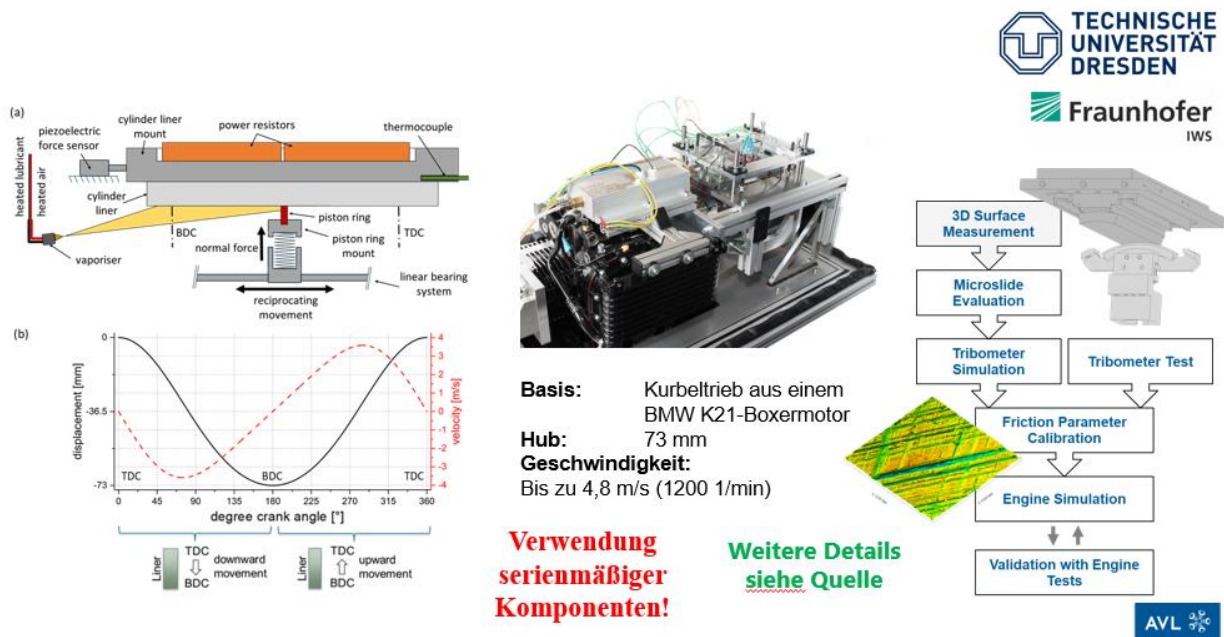 TECHNISCHE
UNIVERSITÄT
DRESDEN
Fraunhofer
IWS
(a)
piezoelectric
force sensor
cylinder liner
mount
power resistors
thermocouple
heated lubricant
heated air
cylinder
liner
BDC
TDC
piston ring
normal force
piston ring
mount
vaporiser
linear bearing
system
reciprocating
movement
(b)
displacement [mm]
0
-36.5
-73
velocity [m/s]
4
3
2
1
0
-1
-2
-3
-4
TDC
BDC
TDC
0 45 90 135 180 225 270 315 360
degree crank angle [°]
Liner
TDC
BDC
downward
movement
Liner
TDC
BDC
upward
movement
Basis: Kurbeltrieb aus einem
BMW K21-Boxermotor
Hub: 73 mm
Geschwindigkeit:
Bis zu 4,8 m/s (1200 1/min)
Verwendung
serienmäßiger
Komponenten!
Weitere Details
siehe Quelle
3D Surface
Measurement
Microslide
Evaluation
Tribometer
Simulation
Tribometer Test
Friction Parameter
Calibration
Engine Simulation
Validation with Engine
Tests
AVL